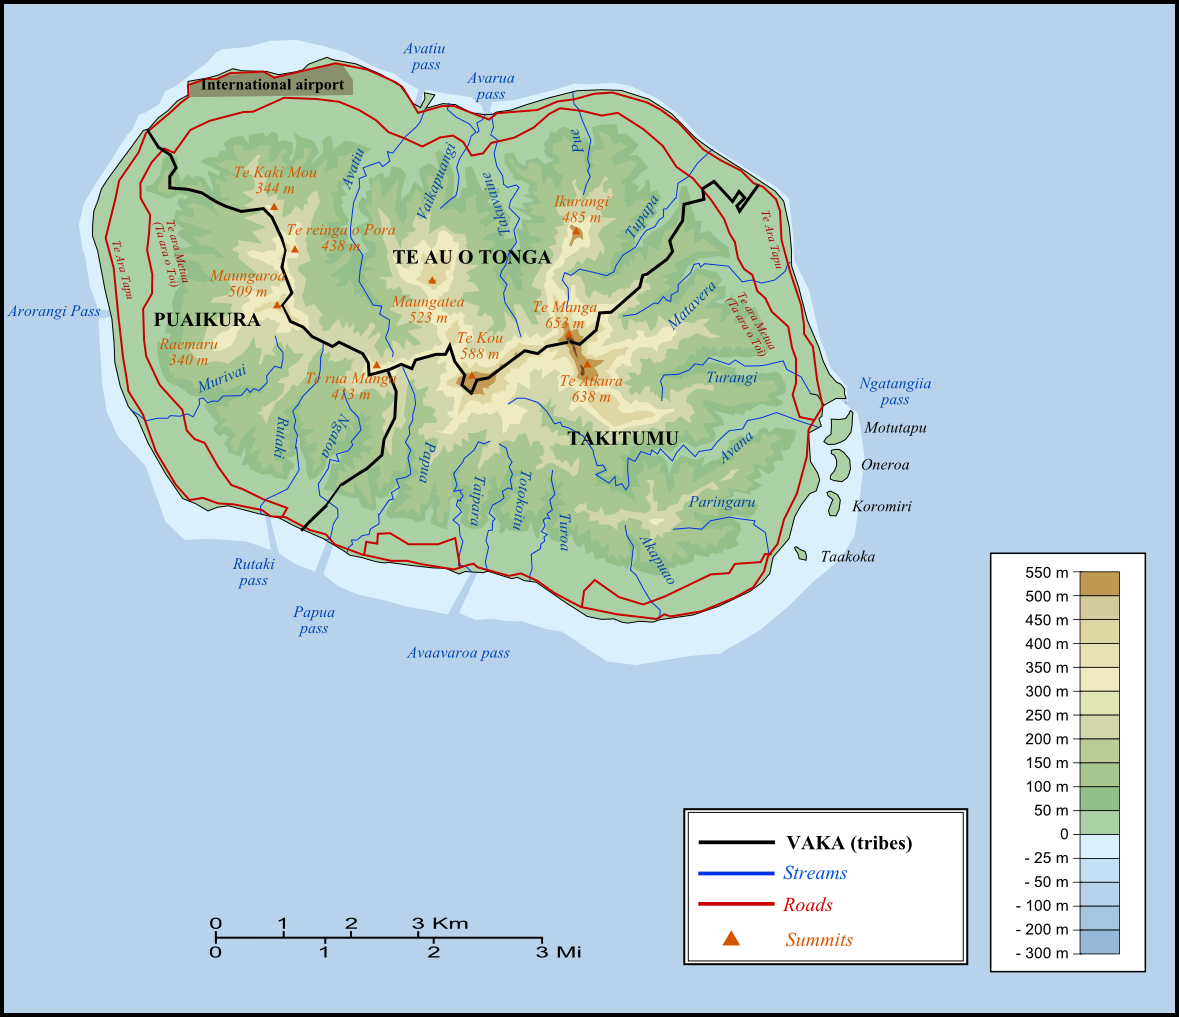 Avatiu
pass
Avarua
pass
International airport
Te Kaki Mou
344 m
Te reinga o Pora
438 m
Maungaroa
509 m
Raemaru
340 m
Te rua Manga
413 m
Maungatea
523 m
Te Kou
588 m
Ikurangi
485 m
Te Manga
653 m
Te Atkura
638 m
TE AU O TONGA
PUAIKURA
TAKITUMU
Avatiu
Vaikapuangi
Takuvaine
Pue
Tupapa
Matavera
Turangi
Avana
Paringaru
Akapuao
Turoa
Totokoitu
Taipara
Papua
Ngatoa
Rutaki
Murivai
Te Ara Tapu
Te ara Metua
(Ta ara o Toi)
Te Ara Tapu
Te ara Metua
(Ta ara o Toi)
Arorangi Pass
Ngatangiia
pass
Motutapu
Oneroa
Koromiri
Taakoka
Rutaki
pass
Papua
pass
Avaavaroa pass
550 m
500 m
450 m
400 m
350 m
300 m
250 m
200 m
150 m
100 m
50 m
0
- 25 m
- 50 m
- 100 m
- 200 m
- 300 m
VAKA (tribes)
Streams
Roads
Summits
0 1 2 3 Km
0 1 2 3 Mi